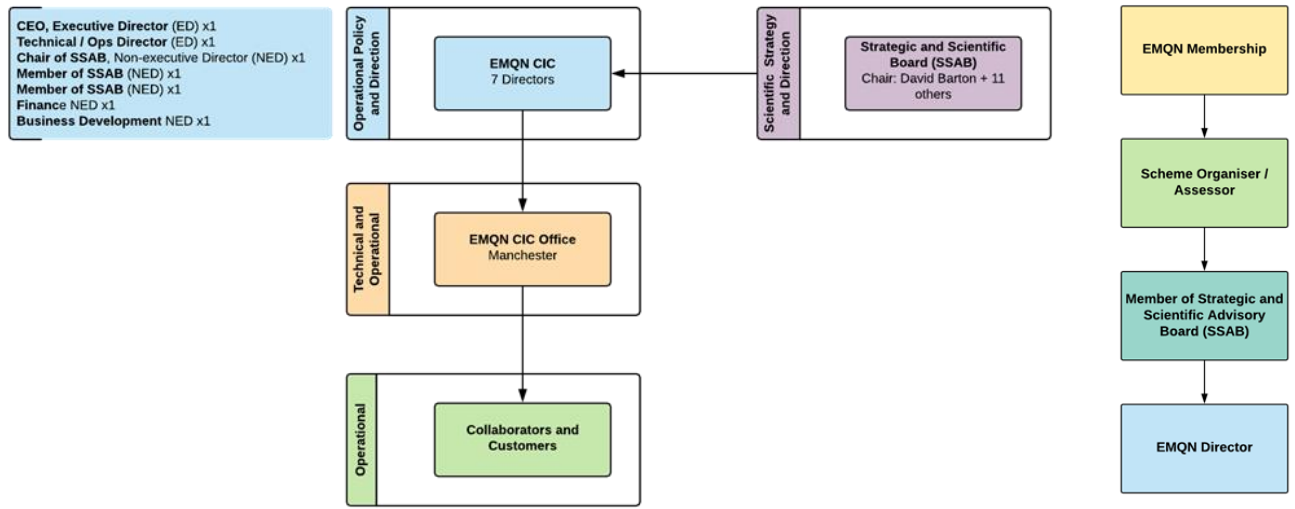 CEO, Executive Director (ED) x1
Technical / Ops Director (ED) x1
Chair of SSAB, Non-executive Director (NED) x1
Member of SSAB (NED) x1
Member of SSAB (NED) x1
Finance NED x1
Business Development NED x1
Operational Policy
and Direction
EMQN CIC
7 Directors
Scientific Strategy
and Direction
Strategic and Scientific
Board (SSAB)
Chair: David Barton + 11
others
Technical and
Operational
EMQN CIC Office
Manchester
Operational
Collaborators and
Customers
EMQN Membership
Scheme Organiser /
Assessor
Member of Strategic and
Scientific Advisory
Board (SSAB)
EMQN Director